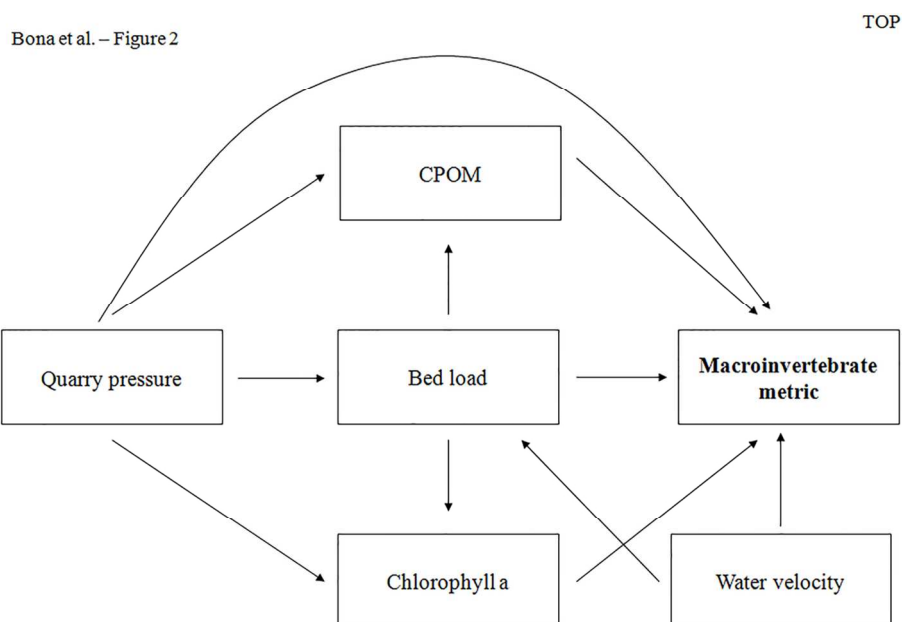 TOP
Bona et al. – Figure 2
CPOM
Quarry pressure
Bed load
Macroinvertebrate
metric
Chlorophyll a
Water velocity